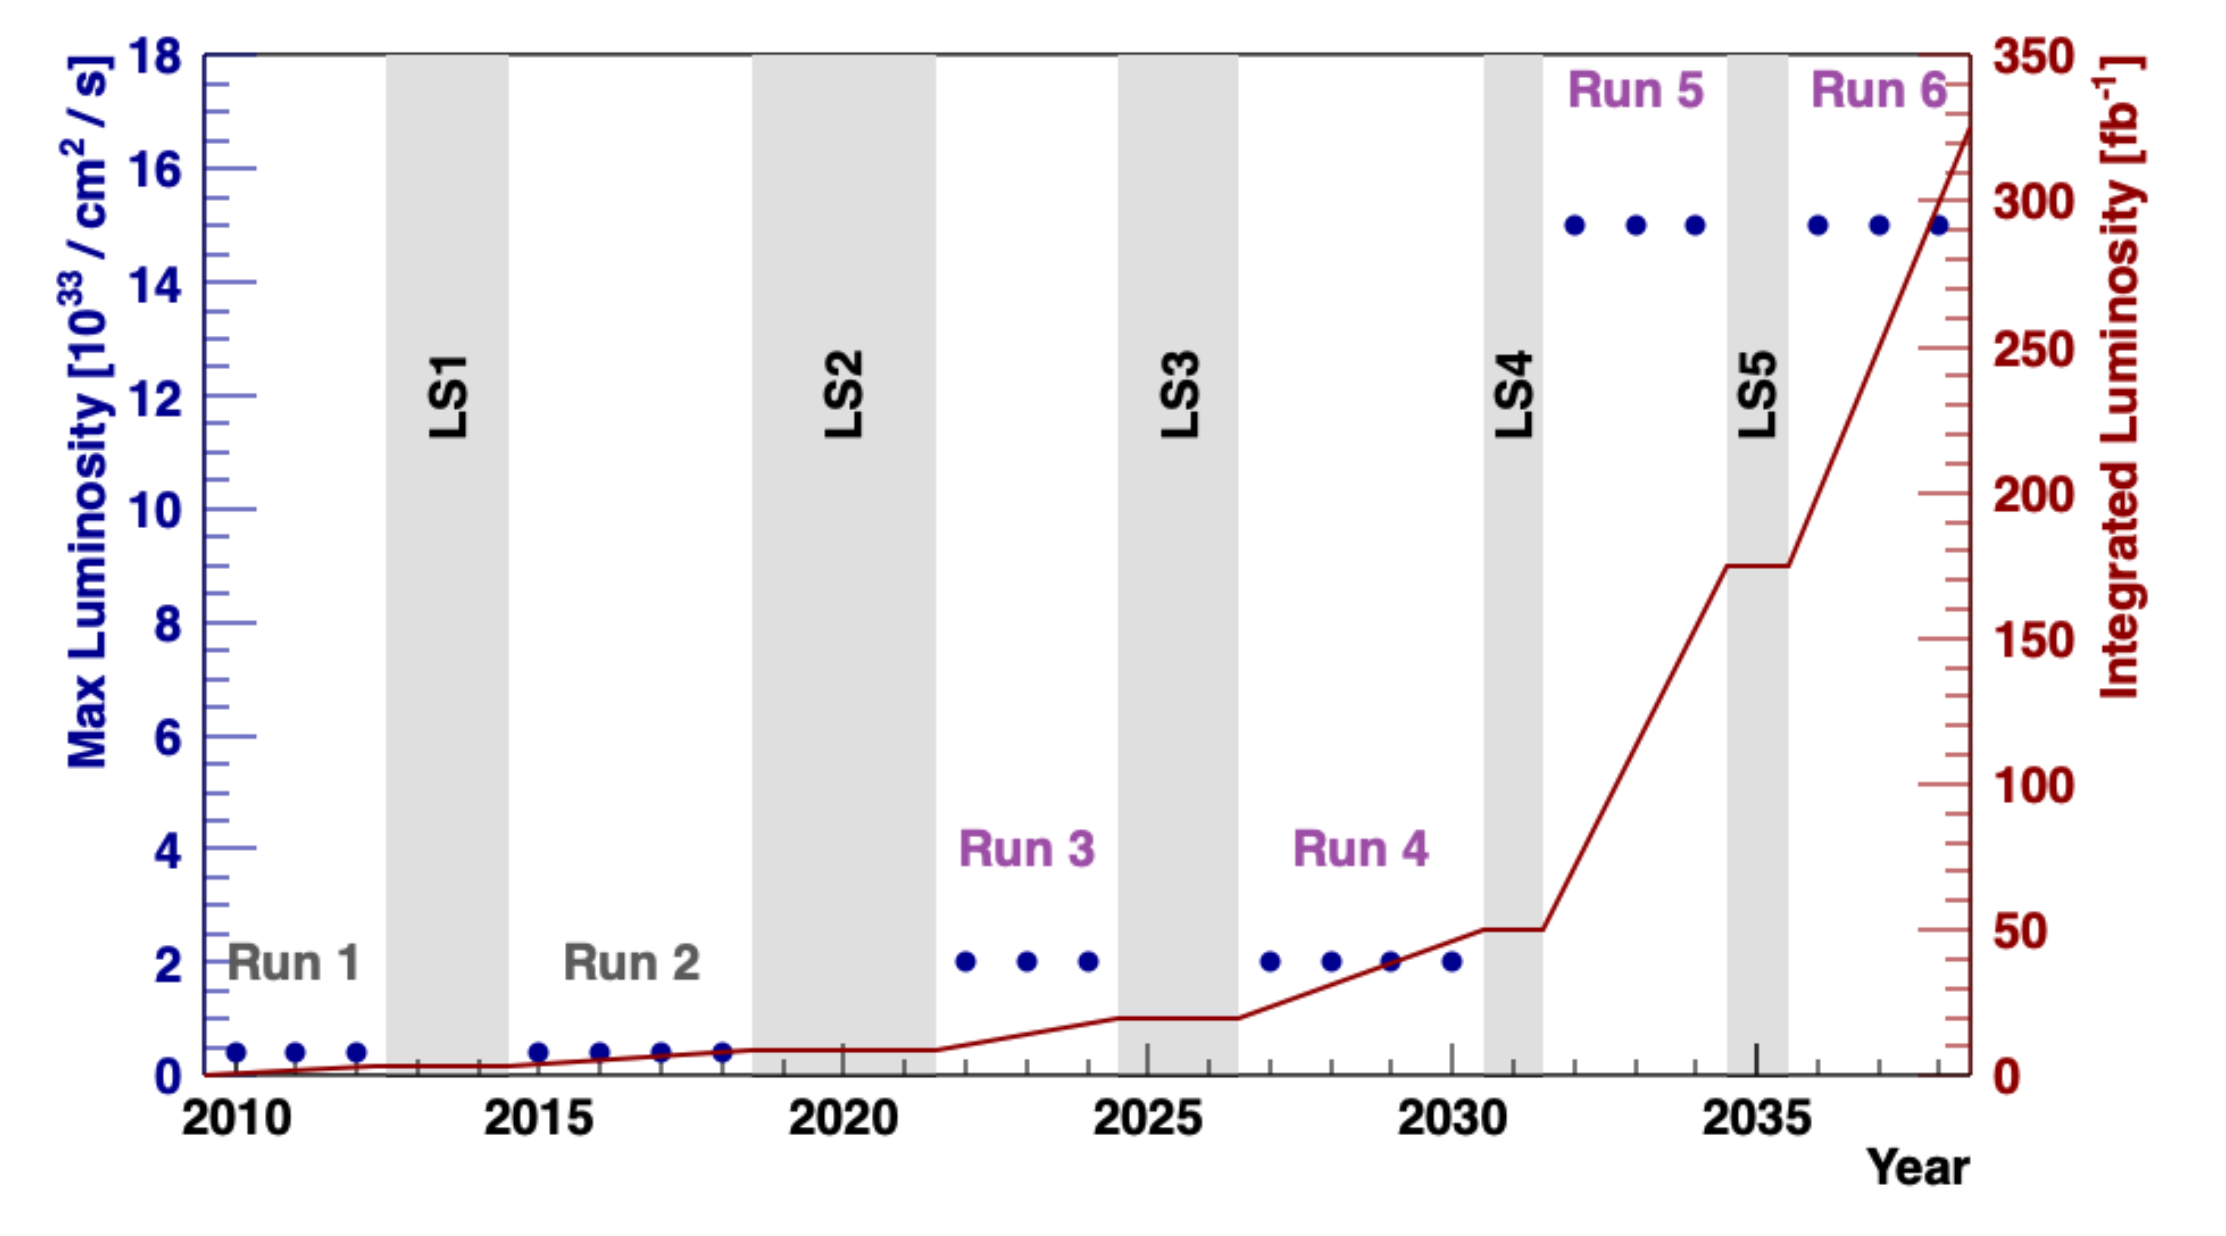 Max Luminosity [10³³ / cm² / s]
18
16
14
12
10
8
6
4
2
0
Run 1
LS1
Run 2
LS2
Run 3
LS3
Run 4
LS4
Run 5
LS5
Run 6
350
300
250
200
150
100
50
0
Integrated Luminosity [fb⁻¹]
2010 2015 2020 2025 2030 2035
Year